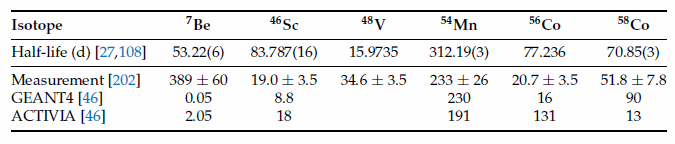 Isotope ⁷Be ⁴⁶Sc ⁴⁸V ⁵⁴Mn ⁵⁶Co ⁵⁸Co
Half-life (d) [27,108] 53.22(6) 83.787(16) 15.9735 312.19(3) 77.236 70.85(3)
Measurement [202] 389 ± 60 19.0 ± 3.5 34.6 ± 3.5 233 ± 26 20.7 ± 3.5 51.8 ± 7.8
GEANT4 [46] 0.05 8.8 230 16 90
ACTIVIA [46] 2.05 18 191 131 13